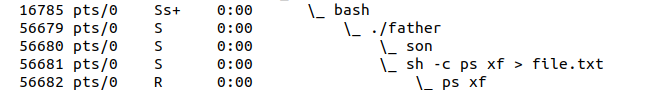 16785 pts/0    Ss+    0:00      \_ bash
56679 pts/0    S      0:00          \_ ./father
56680 pts/0    S      0:00              \_ son
56681 pts/0    S      0:00              \_ sh -c ps xf > file.txt
56682 pts/0    R      0:00                  \_ ps xf